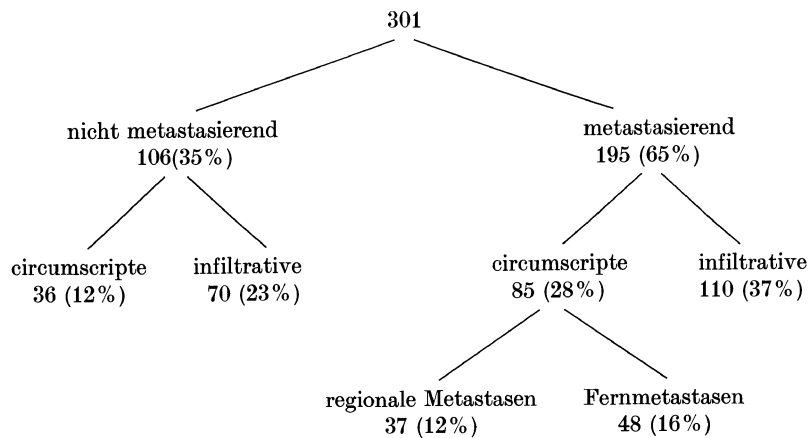 301
nicht metastasierend
106(35%)
metastasierend
195 (65%)
circumscripte
36 (12%)
infiltrative
70 (23%)
circumscripte
85 (28%)
infiltrative
110 (37%)
regionale Metastasen
37 (12%)
Fernmetastasen
48 (16%)